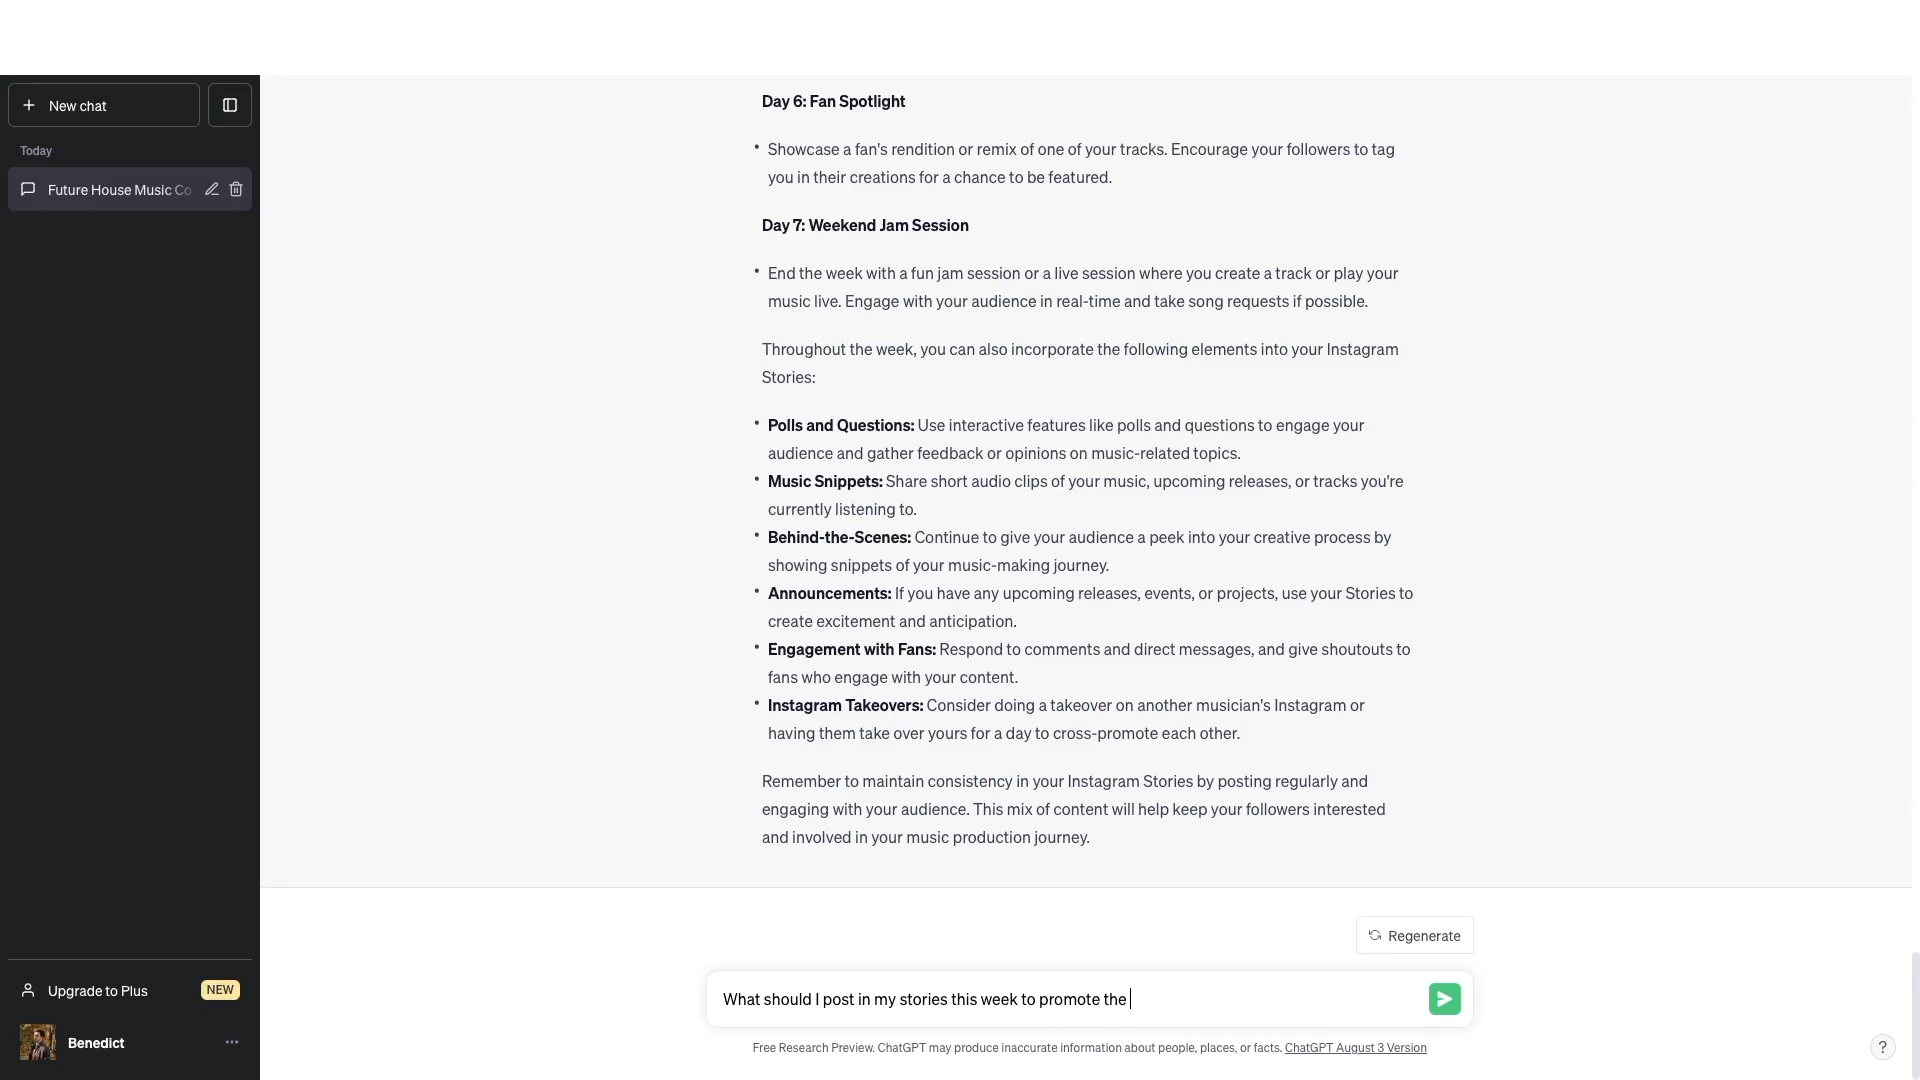 New chat
Today
Future House Music Co
Day 6: Fan Spotlight
• Showcase a fan's rendition or remix of one of your tracks. Encourage your followers to tag
you in their creations for a chance to be featured.
Day 7: Weekend Jam Session
• End the week with a fun jam session or a live session where you create a track or play your
music live. Engage with your audience in real-time and take song requests if possible.
Throughout the week, you can also incorporate the following elements into your Instagram
Stories:
• Polls and Questions: Use interactive features like polls and questions to engage your
audience and gather feedback or opinions on music-related topics.
• Music Snippets: Share short audio clips of your music, upcoming releases, or tracks you're
currently listening to.
• Behind-the-Scenes: Continue to give your audience a peek into your creative process by
showing snippets of your music-making journey.
• Announcements: If you have any upcoming releases, events, or projects, use your Stories to
create excitement and anticipation.
• Engagement with Fans: Respond to comments and direct messages, and give shoutouts to
fans who engage with your content.
• Instagram Takeovers: Consider doing a takeover on another musician's Instagram or
having them take over yours for a day to cross-promote each other.
Remember to maintain consistency in your Instagram Stories by posting regularly and
engaging with your audience. This mix of content will help keep your followers interested
and involved in your music production journey.
Regenerate
What should I post in my stories this week to promote the
Free Research Preview. ChatGPT may produce inaccurate information about people, places, or facts. ChatGPT August 3 Version
Upgrade to Plus NEW
Benedict
?